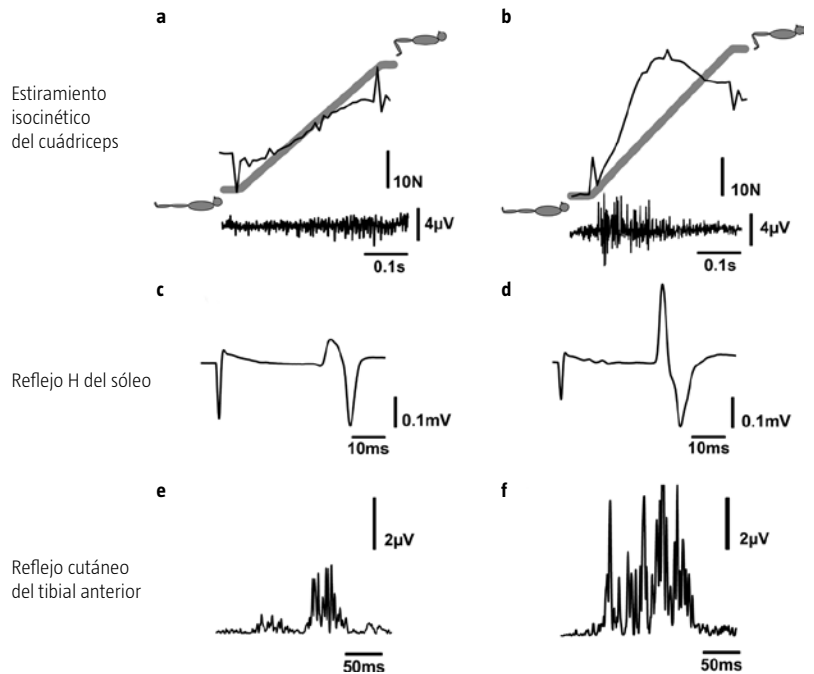 a
b
Estiramiento
isocinético
del cuádriceps
10N
10N
4µV
4µV
0.1s
0.1s
c
d
Reflejo H del sóleo
0.1mV
0.1mV
10ms
10ms
e
f
2µV
2µV
Reflejo cutáneo
del tibial anterior
50ms
50ms